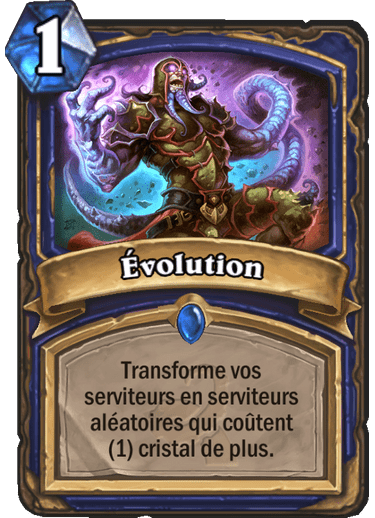 1
Évolution
Transforme vos
serviteurs en serviteurs
aléatoires qui coûtent
(1) cristal de plus.